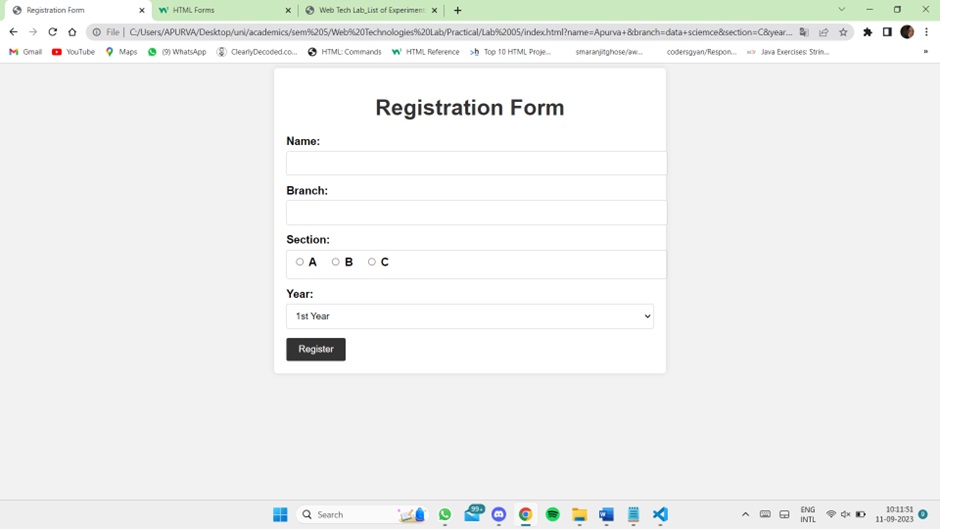 Registration Form
HTML Forms
Web Tech Lab_List of Experiment
File
C:/Users/APURVA/Desktop/uni/academics/sem%205/Web%20Technologies%20Lab/Practical/Lab%2005/index.html?name=Apurva+&branch=data+sciemce&section=C&year...
Gmail
YouTube
Maps
(9) WhatsApp
ClearlyDecoded.co...
HTML: Commands
HTML Reference
Top 10 HTML Proje...
smaranjitghose/aw...
codersgyan/Respon...
Java Exercises: Strin...
Registration Form
Name:
Branch:
Section:
A B C
Year:
1st Year
Register
Search
99+
ENG
INTL
10:11:51
11-09-2023